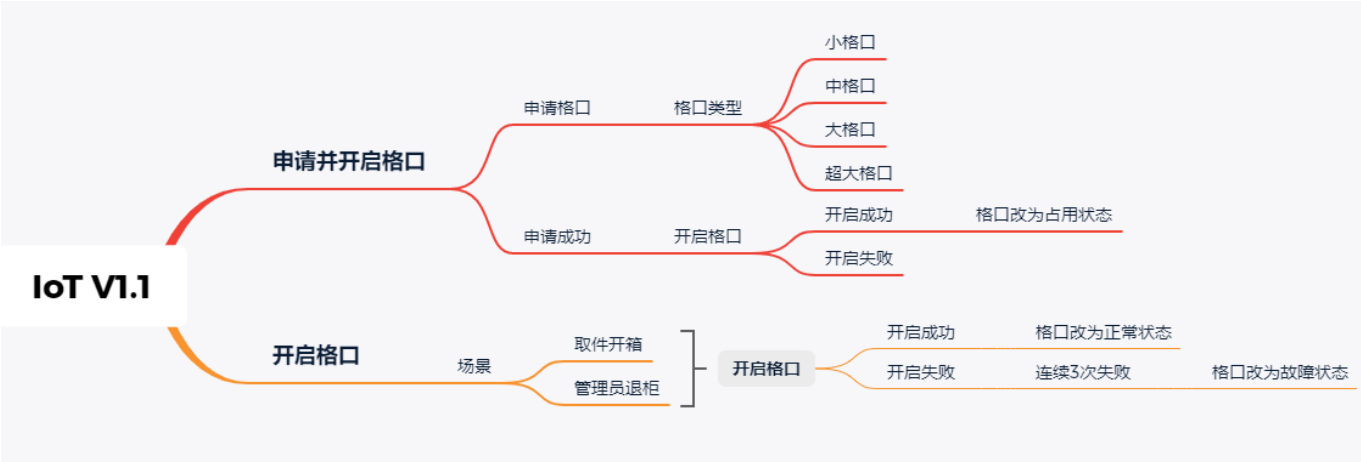 IoT V1.1
申请并开启格口
申请格口
格口类型
小格口
中格口
大格口
超大格口
申请成功
开启格口
开启成功
格口改为占用状态
开启失败
开启格口
场景
取件开箱
管理员退柜
开启格口
开启成功
格口改为正常状态
开启失败
连续3次失败
格口改为故障状态